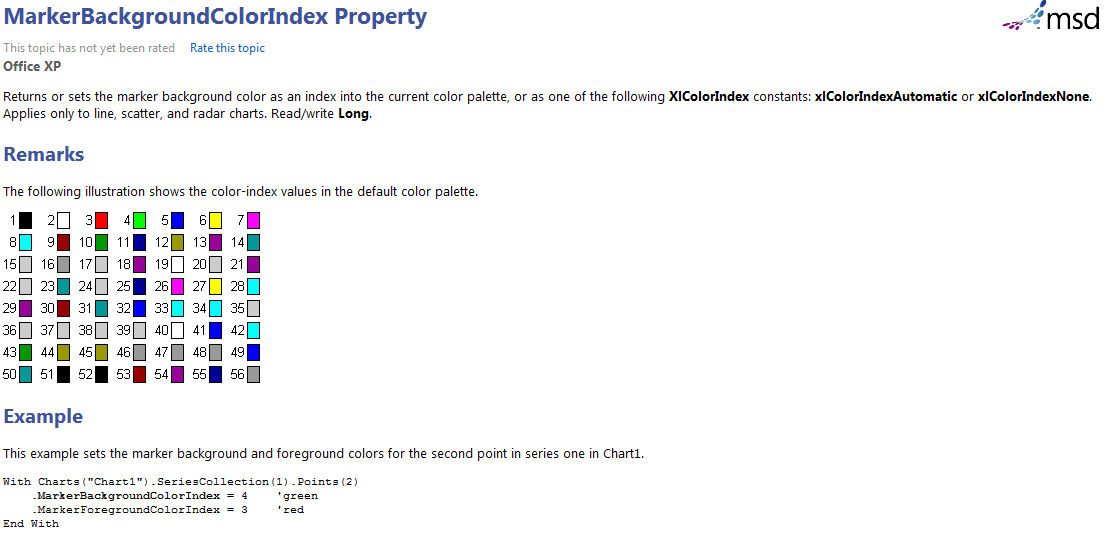 MarkerBackgroundColorIndex Property
msd
This topic has not yet been rated Rate this topic
Office XP
Returns or sets the marker background color as an index into the current color palette, or as one of the following XlColorIndex constants: xlColorIndexAutomatic or xlColorIndexNone.
Applies only to line, scatter, and radar charts. Read/write Long.
Remarks
The following illustration shows the color-index values in the default color palette.
1 2 3 4 5 6 7
8 9 10 11 12 13 14
15 16 17 18 19 20 21
22 23 24 25 26 27 28
29 30 31 32 33 34 35
36 37 38 39 40 41 42
43 44 45 46 47 48 49
50 51 52 53 54 55 56
Example
This example sets the marker background and foreground colors for the second point in series one in Chart1.
With Charts("Chart1").SeriesCollection(1).Points(2)
    .MarkerBackgroundColorIndex = 4    'green
    .MarkerForegroundColorIndex = 3    'red
End With